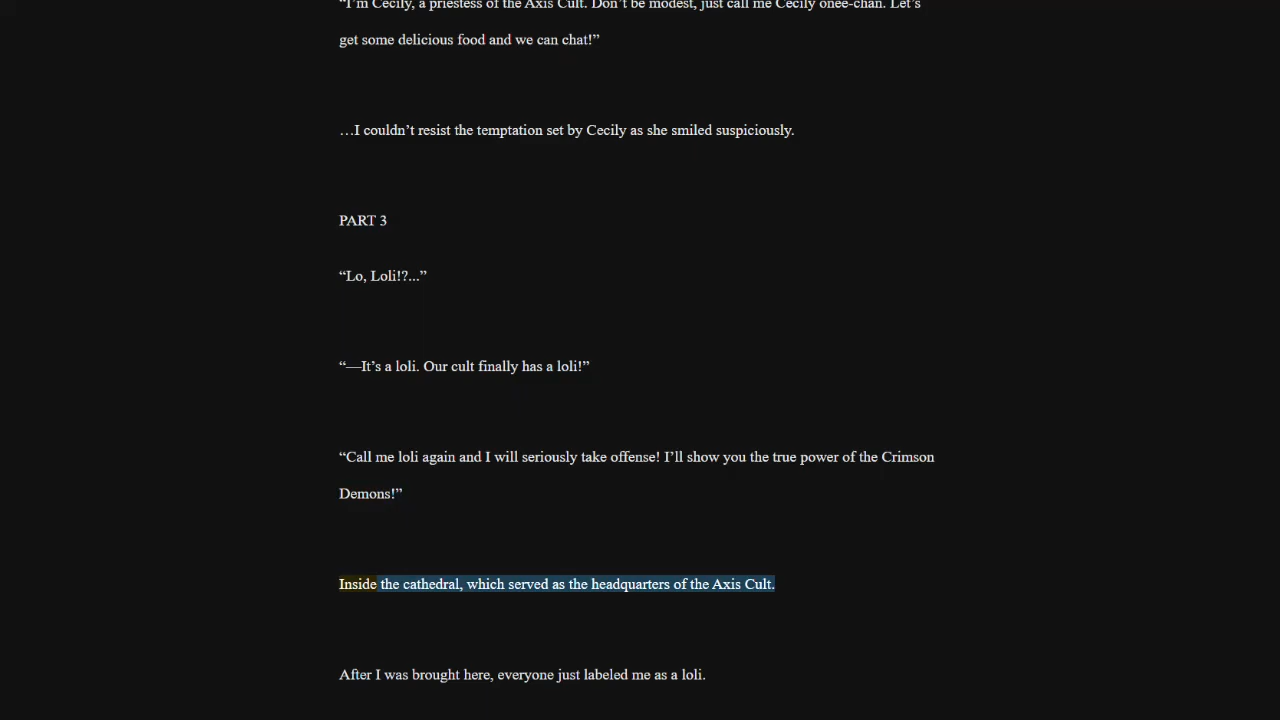 “I’m Cecily, a priestess of the Axis Cult. Don’t be modest, just call me Cecily onee-chan. Let’s
get some delicious food and we can chat!”
…I couldn’t resist the temptation set by Cecily as she smiled suspiciously.
PART 3
“Lo, Loli!?...”
“—It’s a loli. Our cult finally has a loli!”
“Call me loli again and I will seriously take offense! I’ll show you the true power of the Crimson
Demons!”
Inside the cathedral, which served as the headquarters of the Axis Cult.
After I was brought here, everyone just labeled me as a loli.